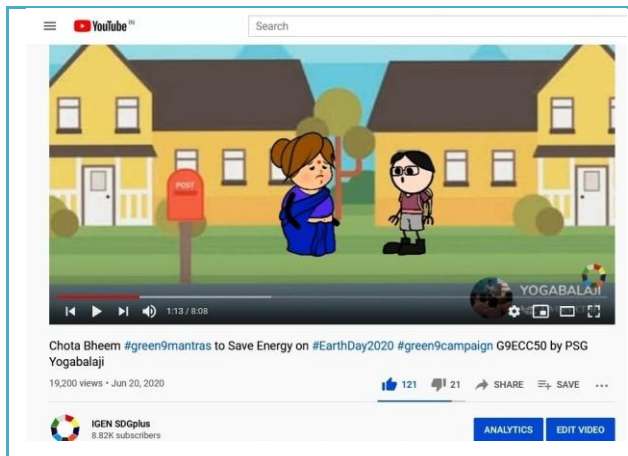 YouTube IN
Search
POST
YOGABALAJI
1:13 / 8:08
Chota Bheem #green9mantras to Save Energy on #EarthDay2020 #green9campaign G9ECC50 by PSG
Yogabalaji
19,200 views • Jun 20, 2020
121
21
SHARE
SAVE
IGEN SDGplus
8.82K subscribers
ANALYTICS
EDIT VIDEO